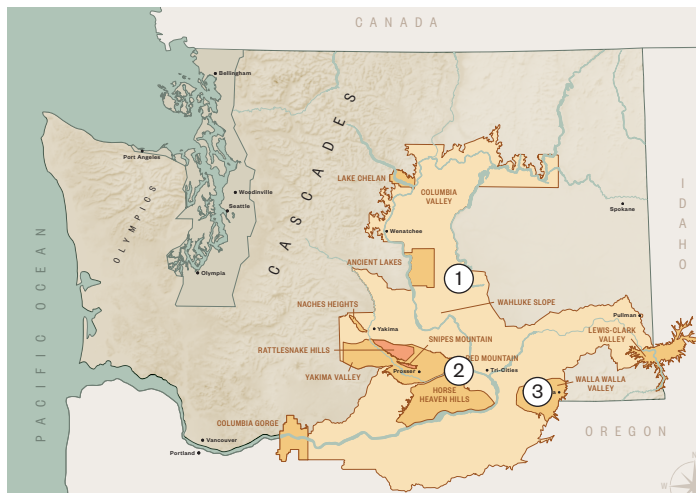 CANADA
Bellingham
CASCADES
Port Angeles
LAKE CHELAN
COLUMBIA
VALLEY
OLYMPICS
Woodinville
Seattle
Spokane
IDAHO
PACIFIC OCEAN
Wenatchee
Olympia
ANCIENT LAKES
1
NACHES HEIGHTS
WAHLUKE SLOPE
Pullman
Yakima
LEWIS-CLARK
VALLEY
SNIPES MOUNTAIN
RATTLESNAKE HILLS
RED MOUNTAIN
YAKIMA VALLEY
Prosser
2
Tri-Cities
WALLA WALLA
VALLEY
3
HORSE
HEAVEN HILLS
COLUMBIA GORGE
Vancouver
Portland
OREGON
N
W